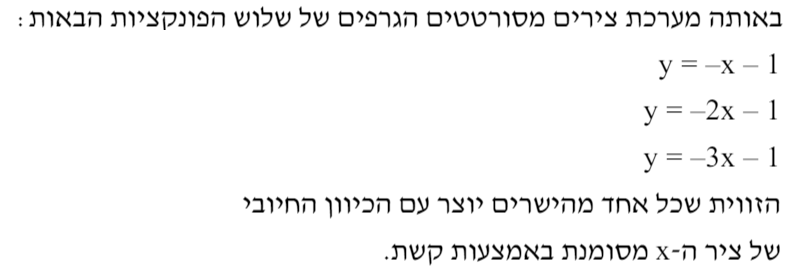 באותה מערכת צירים מסורטטים הגרפים של שלוש הפונקציות הבאות :
y = –x – 1
y = –2x – 1
y = –3x – 1
הזווית שכל אחד מהישרים יוצר עם הכיוון החיובי
של ציר ה-x מסומנת באמצעות קשת.